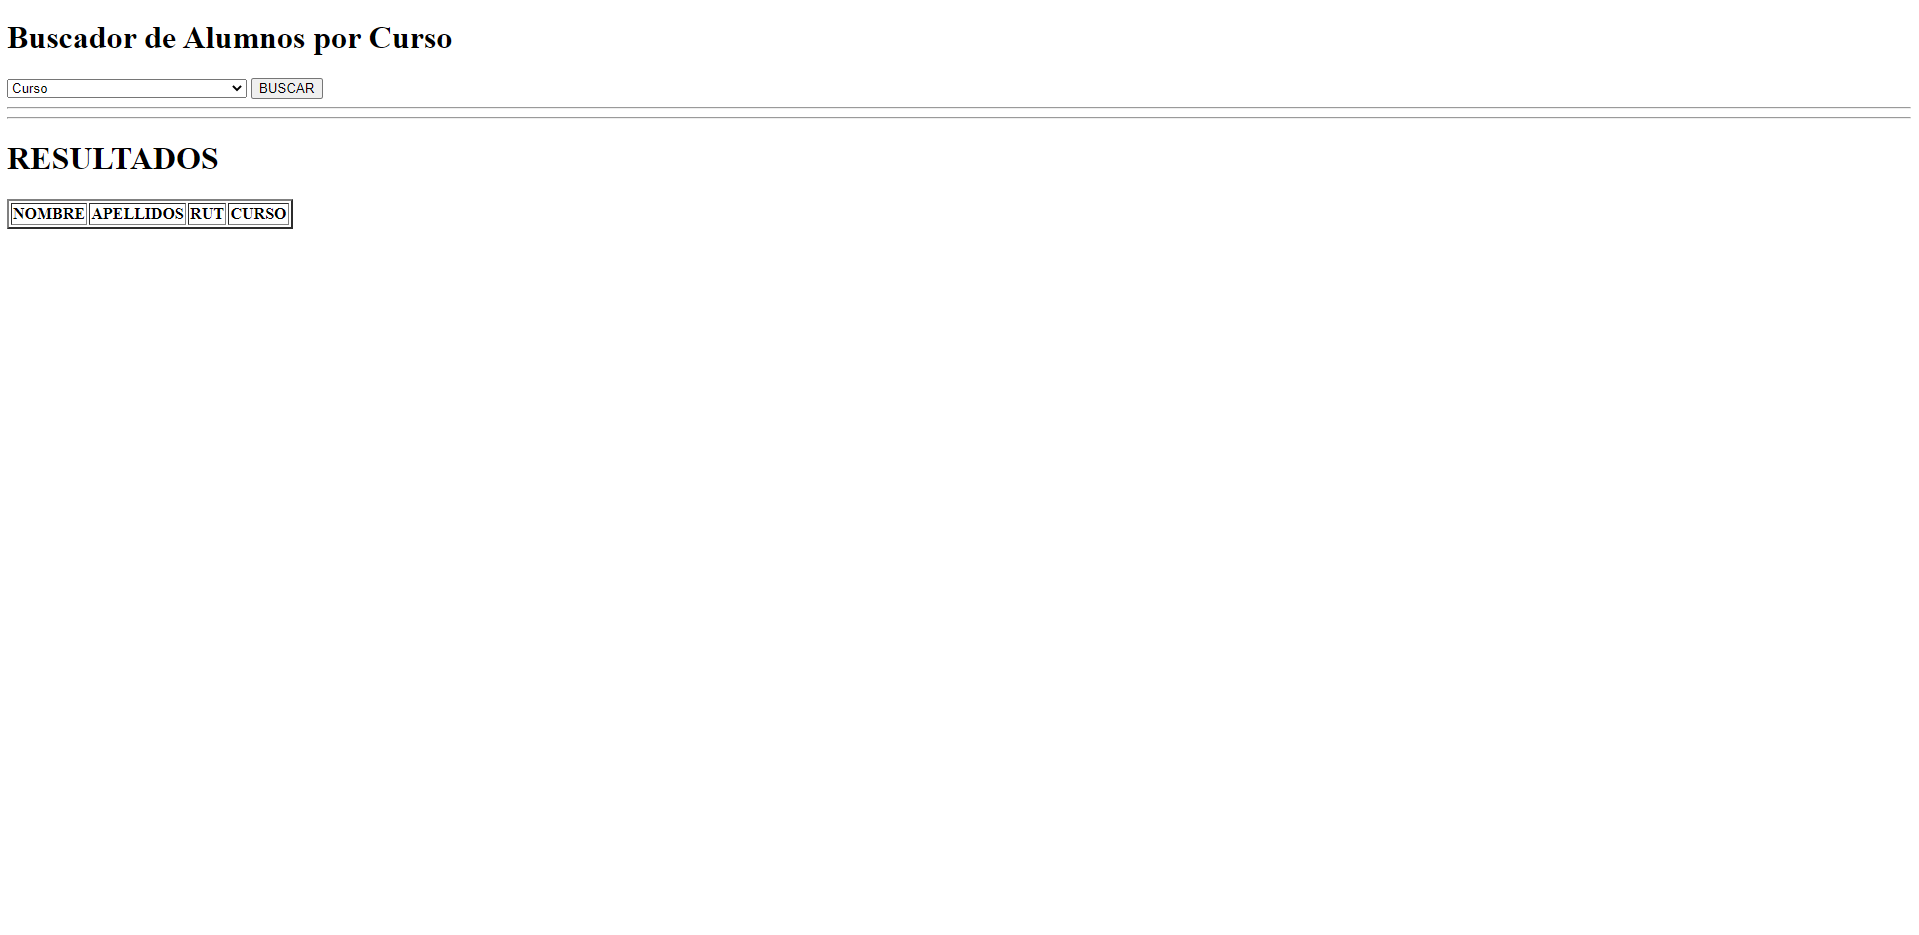 Buscador de Alumnos por Curso
Curso BUSCAR
RESULTADOS
NOMBRE APELLIDOS RUT CURSO